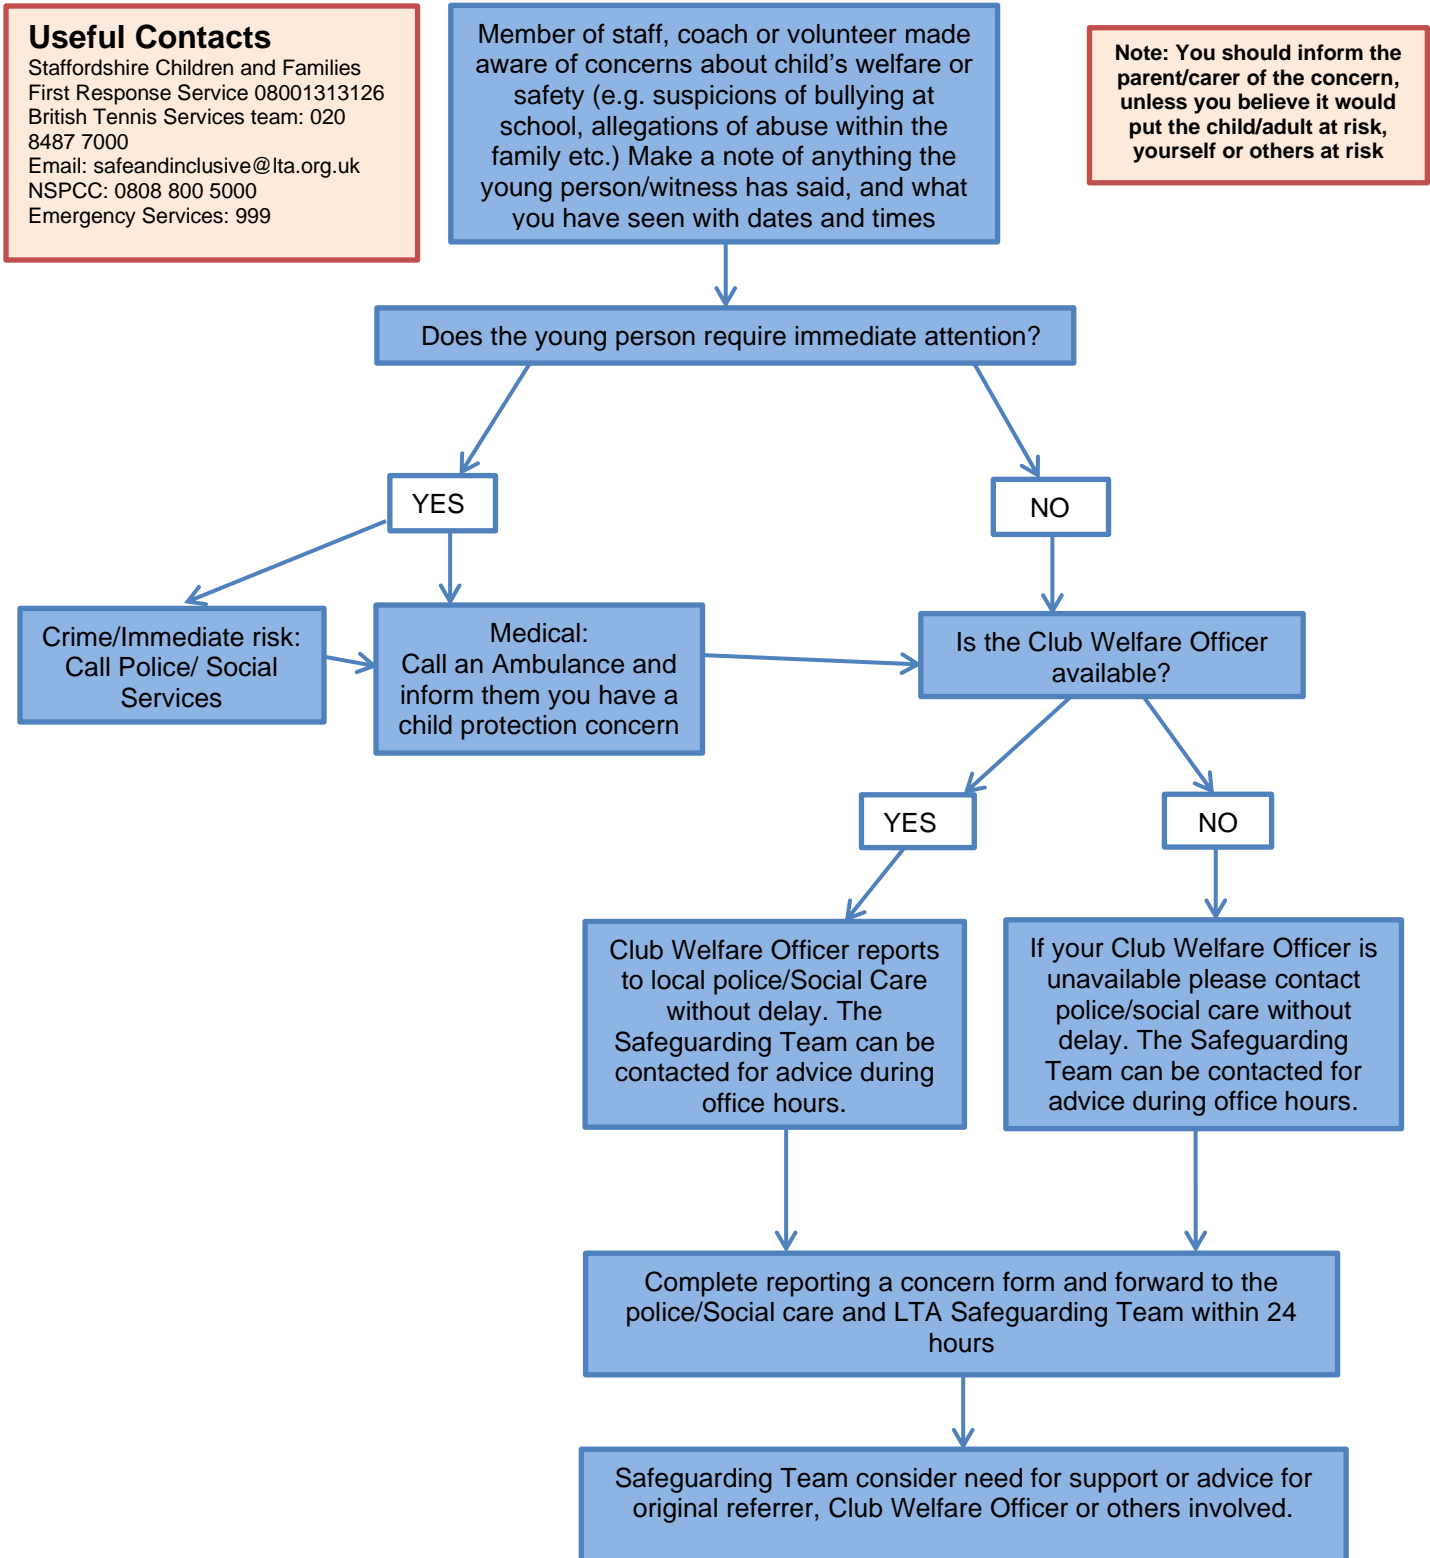 Useful Contacts
Staffordshire Children and Families
First Response Service 08001313126
British Tennis Services team: 020
8487 7000
Email: safeandinclusive@lta.org.uk
NSPCC: 0808 800 5000
Emergency Services: 999
Member of staff, coach or volunteer made
aware of concerns about child's welfare or
safety (e.g. suspicions of bullying at
school, allegations of abuse within the
family etc.) Make a note of anything the
young person/witness has said, and what
you have seen with dates and times
Note: You should inform the
parent/carer of the concern,
unless you believe it would
put the child/adult at risk,
yourself or others at risk
Does the young person require immediate attention?
YES
NO
Crime/Immediate risk:
Call Police/ Social
Services
Medical:
Call an Ambulance and
inform them you have a
child protection concern
Is the Club Welfare Officer
available?
YES
NO
Club Welfare Officer reports
to local police/Social Care
without delay. The
Safeguarding Team can be
contacted for advice during
office hours.
If your Club Welfare Officer is
unavailable please contact
police/social care without
delay. The Safeguarding
Team can be contacted for
advice during office hours.
Complete reporting a concern form and forward to the
police/Social care and LTA Safeguarding Team within 24
hours
Safeguarding Team consider need for support or advice for
original referrer, Club Welfare Officer or others involved.